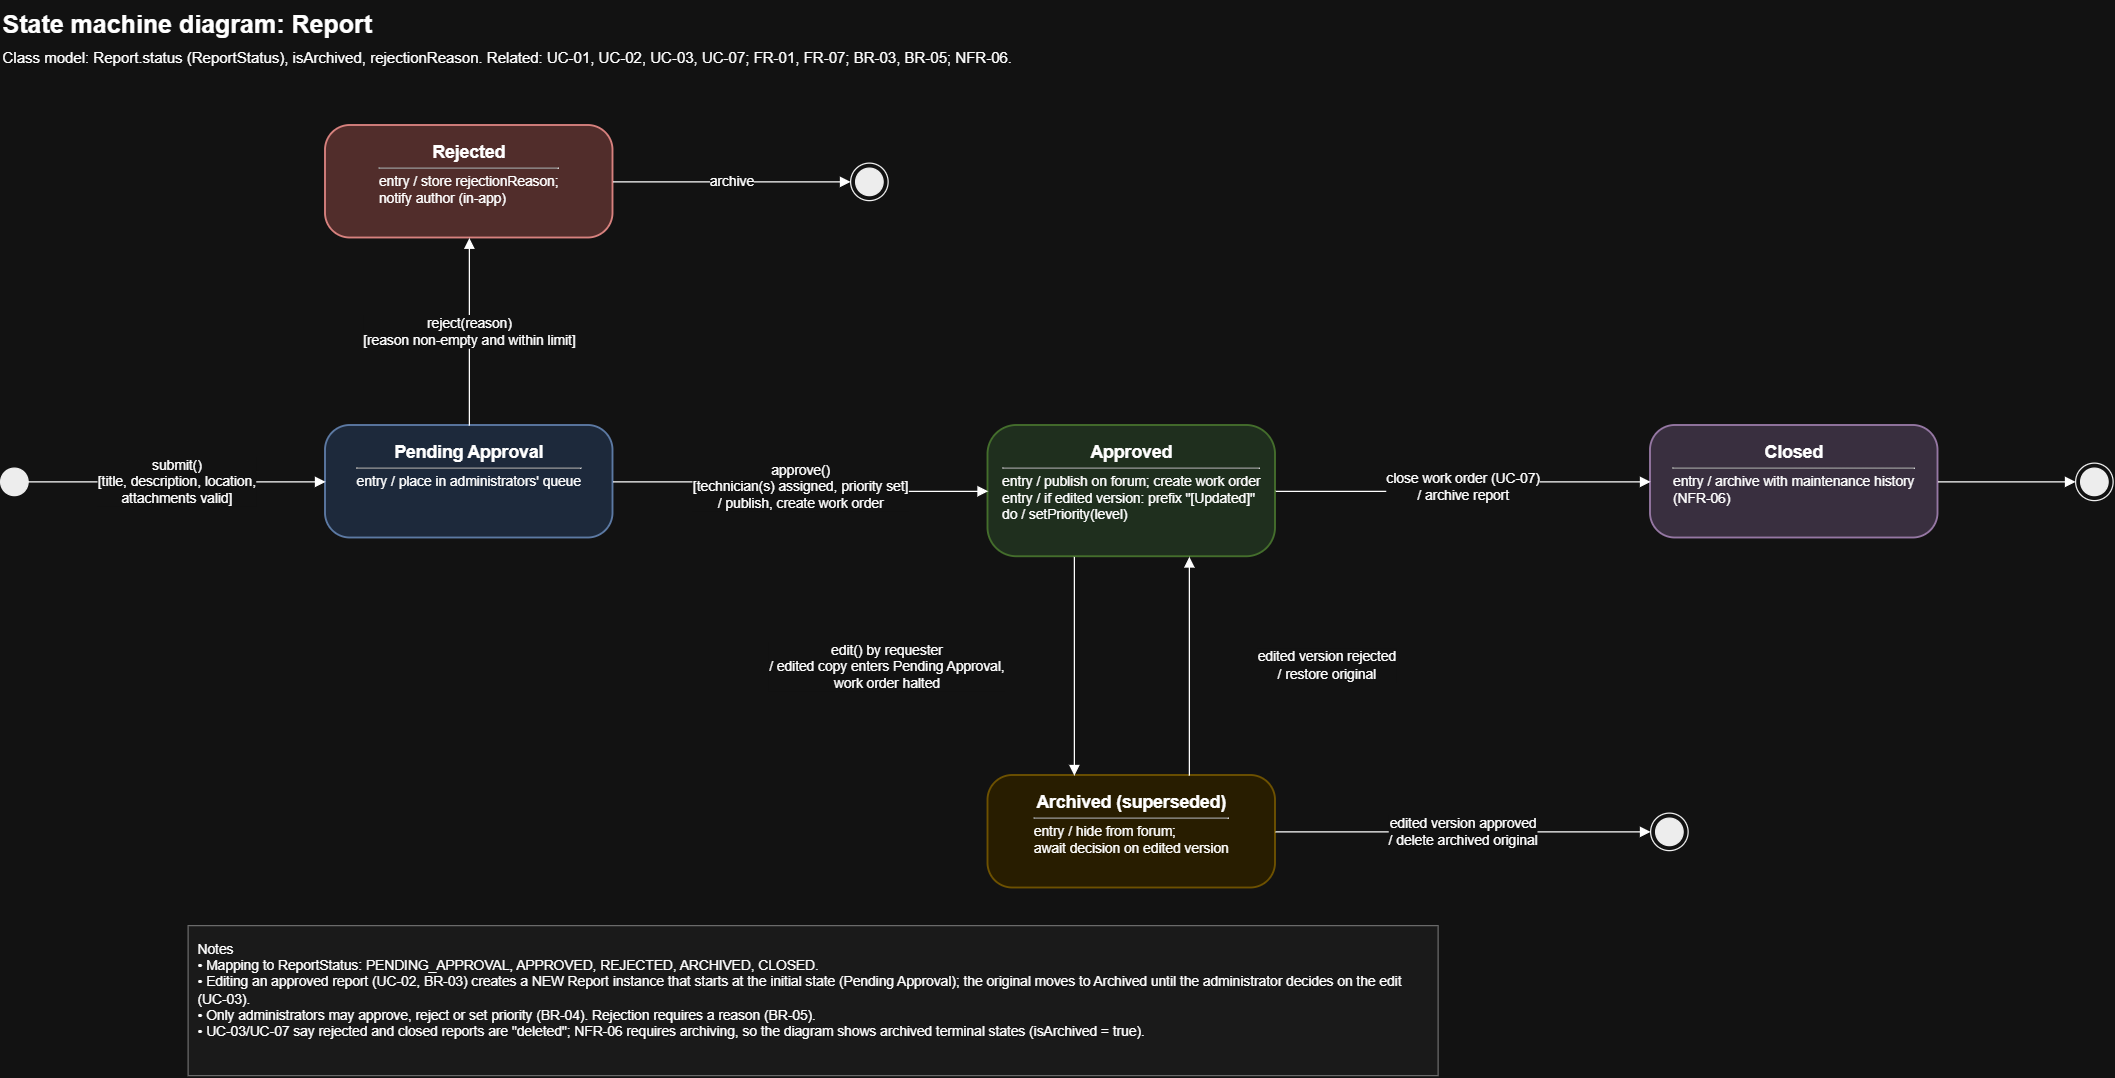 State machine diagram: Report
Class model: Report.status (ReportStatus), isArchived, rejectionReason. Related: UC-01, UC-02, UC-03, UC-07; FR-01, FR-07; BR-03, BR-05; NFR-06.
Rejected
entry / store rejectionReason;
notify author (in-app)
archive
reject(reason)
[reason non-empty and within limit]
submit()
[title, description, location,
attachments valid]
Pending Approval
entry / place in administrators' queue
approve()
[technician(s) assigned, priority set]
/ publish, create work order
Approved
entry / publish on forum; create work order
entry / if edited version: prefix "[Updated]"
do / setPriority(level)
close work order (UC-07)
/ archive report
Closed
entry / archive with maintenance history
(NFR-06)
edit() by requester
/ edited copy enters Pending Approval,
work order halted
edited version rejected
/ restore original
Archived (superseded)
entry / hide from forum;
await decision on edited version
edited version approved
/ delete archived original
Notes
• Mapping to ReportStatus: PENDING_APPROVAL, APPROVED, REJECTED, ARCHIVED, CLOSED.
• Editing an approved report (UC-02, BR-03) creates a NEW Report instance that starts at the initial state (Pending Approval); the original moves to Archived until the administrator decides on the edit
(UC-03).
• Only administrators may approve, reject or set priority (BR-04). Rejection requires a reason (BR-05).
• UC-03/UC-07 say rejected and closed reports are "deleted"; NFR-06 requires archiving, so the diagram shows archived terminal states (isArchived = true).